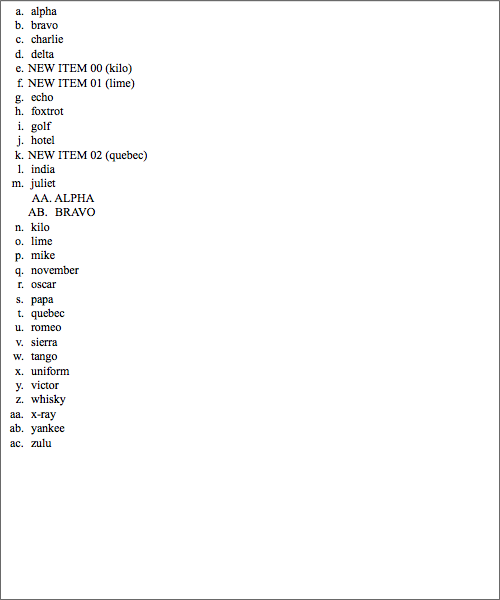 a. alpha
b. bravo
c. charlie
d. delta
e. NEW ITEM 00 (kilo)
f. NEW ITEM 01 (lime)
g. echo
h. foxtrot
i. golf
j. hotel
k. NEW ITEM 02 (quebec)
l. india
m. juliet
AA. ALPHA
AB. BRAVO
n. kilo
o. lime
p. mike
q. november
r. oscar
s. papa
t. quebec
u. romeo
v. sierra
w. tango
x. uniform
y. victor
z. whisky
aa. x-ray
ab. yankee
ac. zulu